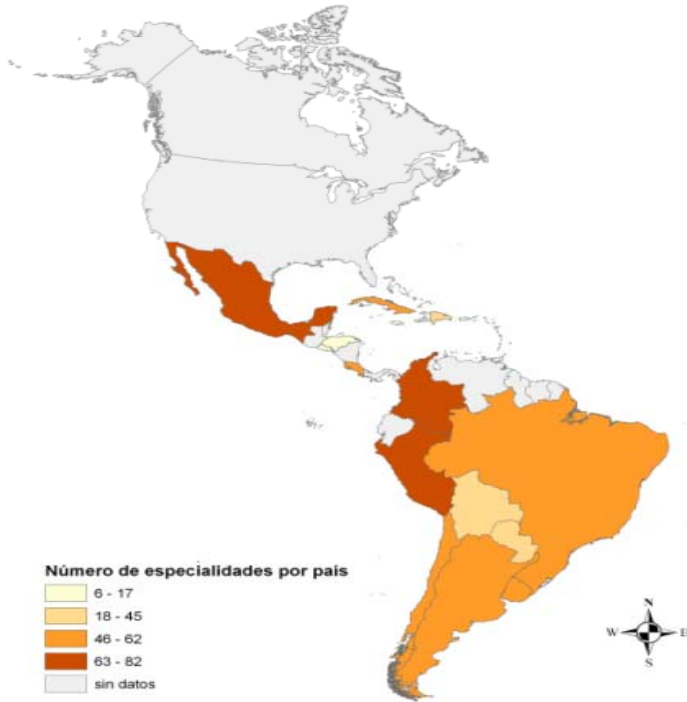 Número de especialidades por país
6 - 17
18 - 45
46 - 62
63 - 82
sin datos
N
W E
S